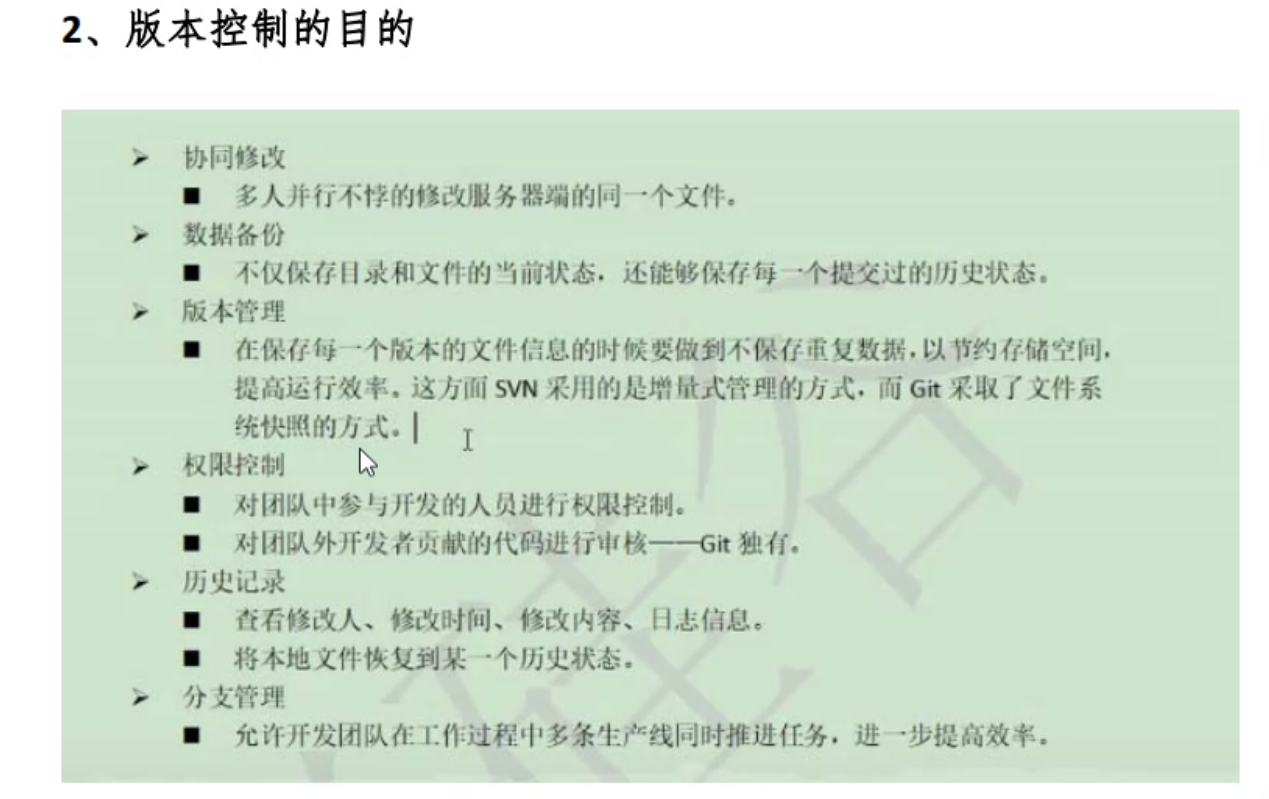 2、版本控制的目的
➢ 协同修改
■ 多人并行不悖的修改服务器端的同一个文件。
➢ 数据备份
■ 不仅保存目录和文件的当前状态，还能够保存每一个提交过的历史状态。
➢ 版本管理
■ 在保存每一个版本的文件信息的时候要做到不保存重复数据，以节约存储空间，
提高运行效率。这方面 SVN 采用的是增量式管理的方式，而 Git 采取了文件系
统快照的方式。
➢ 权限控制
■ 对团队中参与开发的人员进行权限控制。
■ 对团队外开发者贡献的代码进行审核——Git 独有。
➢ 历史记录
■ 查看修改人、修改时间、修改内容、日志信息。
■ 将本地文件恢复到某一个历史状态。
➢ 分支管理
■ 允许开发团队在工作过程中多条生产线同时推进任务，进一步提高效率。